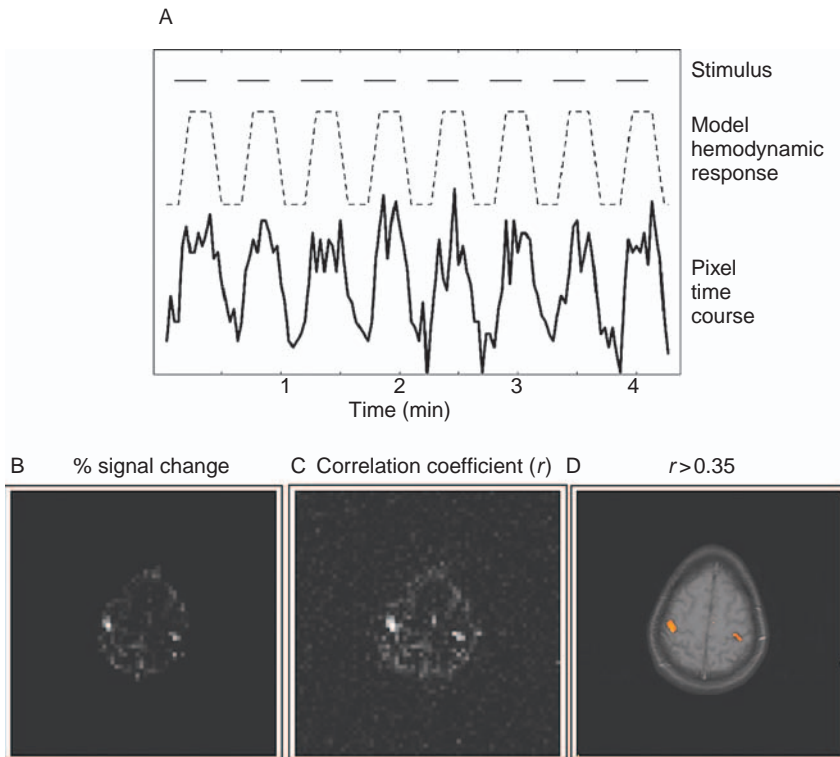 A
Stimulus
Model
hemodynamic
response
Pixel
time
course
1 2 3 4
Time (min)
B % signal change
C Correlation coefficient (r)
D r > 0.35